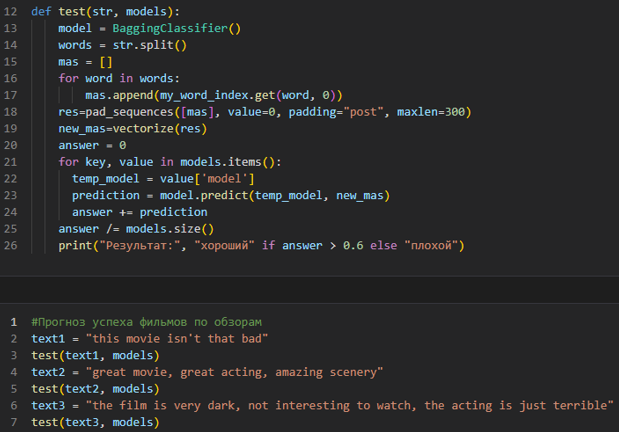 12 def test(str, models):
13     model = BaggingClassifier()
14     words = str.split()
15     mas = []
16     for word in words:
17         mas.append(my_word_index.get(word, 0))
18     res=pad_sequences([mas], value=0, padding="post", maxlen=300)
19     new_mas=vectorize(res)
20     answer = 0
21     for key, value in models.items():
22       temp_model = value['model']
23       prediction = model.predict(temp_model, new_mas)
24       answer += prediction
25     answer /= models.size()
26     print("Результат:", "хороший" if answer > 0.6 else "плохой")
1 #Прогноз успеха фильмов по обзорам
2 text1 = "this movie isn't that bad"
3 test(text1, models)
4 text2 = "great movie, great acting, amazing scenery"
5 test(text2, models)
6 text3 = "the film is very dark, not interesting to watch, the acting is just terrible"
7 test(text3, models)